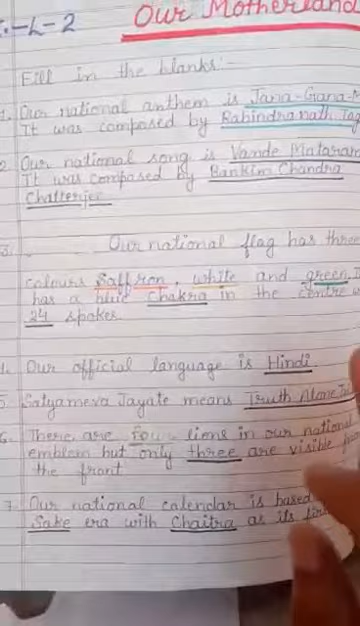 -L-2
Our Motherland
Fill in the blanks:-
1. Our national anthem is Jana-Gana-
It was composed by Rabindranath
2. Our national song is Vande Mataram
It was composed by Bankim Chandra
Chatterjee
3. Our national flag has three
colours Saffron, white and green.
has a blue Chakra in the centre
24 spokes
4. Our official language is Hindi
5. Satyameva Jayate means Truth Alone
6. There are four lions in our national
emblem but only three are visible
the front
7. Our national calendar is based
Sake era with Chaitra as its